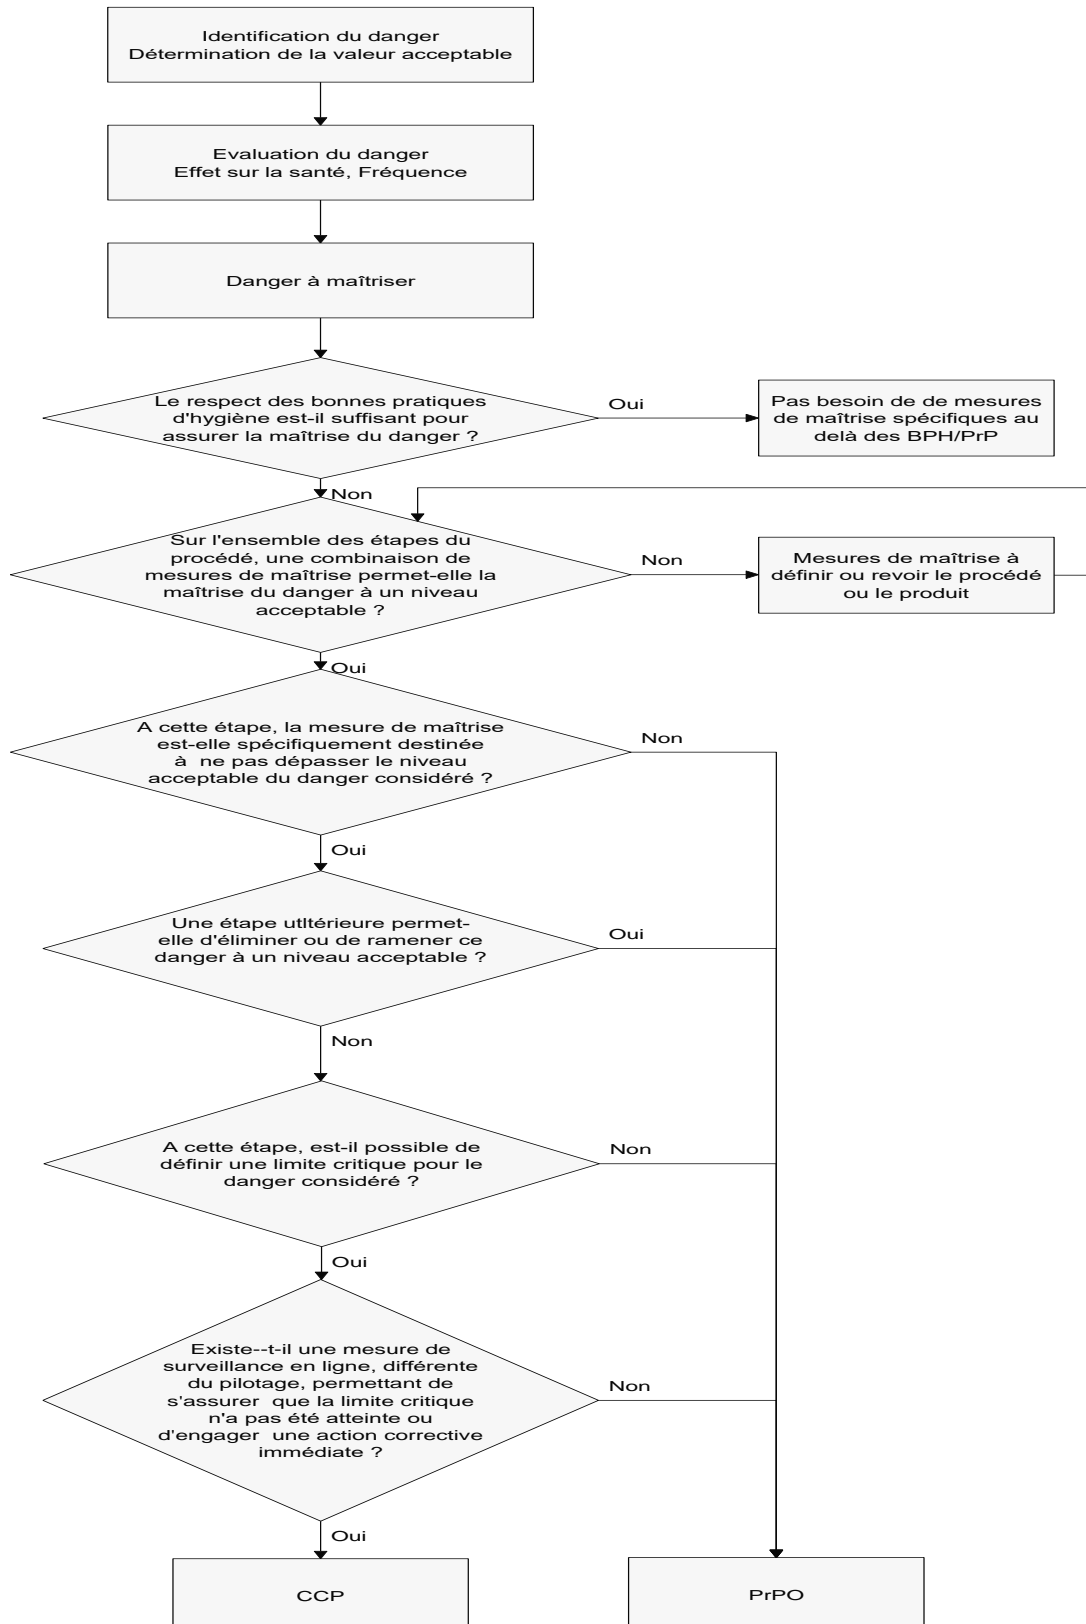 Identification du danger
Détermination de la valeur acceptable
Evaluation du danger
Effet sur la santé, Fréquence
Danger à maîtriser
Le respect des bonnes pratiques
d'hygiène est-il suffisant pour
assurer la maîtrise du danger ?
Oui
Pas besoin de de mesures
de maîtrise spécifiques au
delà des BPH/PrP
Non
Sur l'ensemble des étapes du
procédé, une combinaison de
mesures de maîtrise permet-elle la
maîtrise du danger à un niveau
acceptable ?
Non
Mesures de maîtrise à
définir ou revoir le procédé
ou le produit
Oui
A cette étape, la mesure de maîtrise
est-elle spécifiquement destinée
à  ne pas dépasser le niveau
acceptable du danger considéré ?
Non
Oui
Une étape utltérieure permet-
elle d'éliminer ou de ramener ce
danger à un niveau acceptable ?
Oui
Non
A cette étape, est-il possible de
définir une limite critique pour le
danger considéré ?
Non
Oui
Existe--t-il une mesure de
surveillance en ligne, différente
du pilotage, permettant de
s'assurer  que la limite critique
n'a pas été atteinte ou
d'engager  une action corrective
immédiate ?
Non
Oui
CCP
PrPO